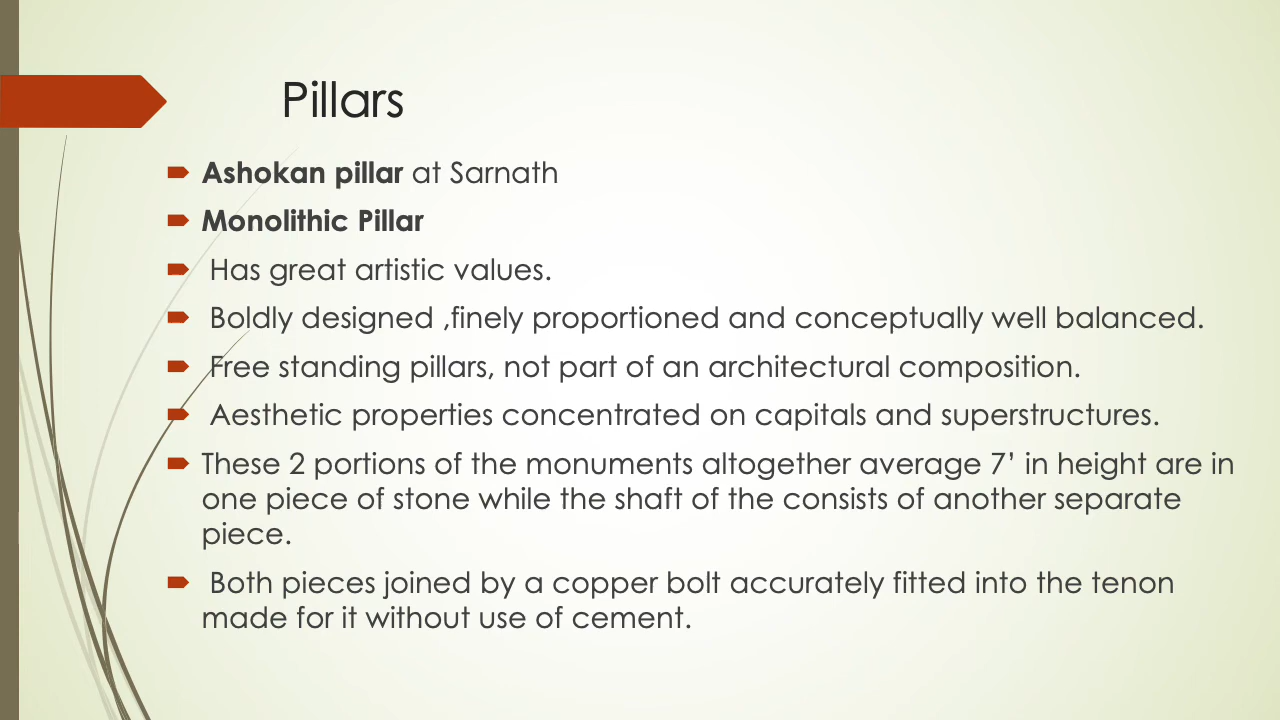 Pillars
Ashokan pillar at Sarnath
Monolithic Pillar
Has great artistic values.
Boldly designed ,finely proportioned and conceptually well balanced.
Free standing pillars, not part of an architectural composition.
Aesthetic properties concentrated on capitals and superstructures.
These 2 portions of the monuments altogether average 7’ in height are in
one piece of stone while the shaft of the consists of another separate
piece.
Both pieces joined by a copper bolt accurately fitted into the tenon
made for it without use of cement.